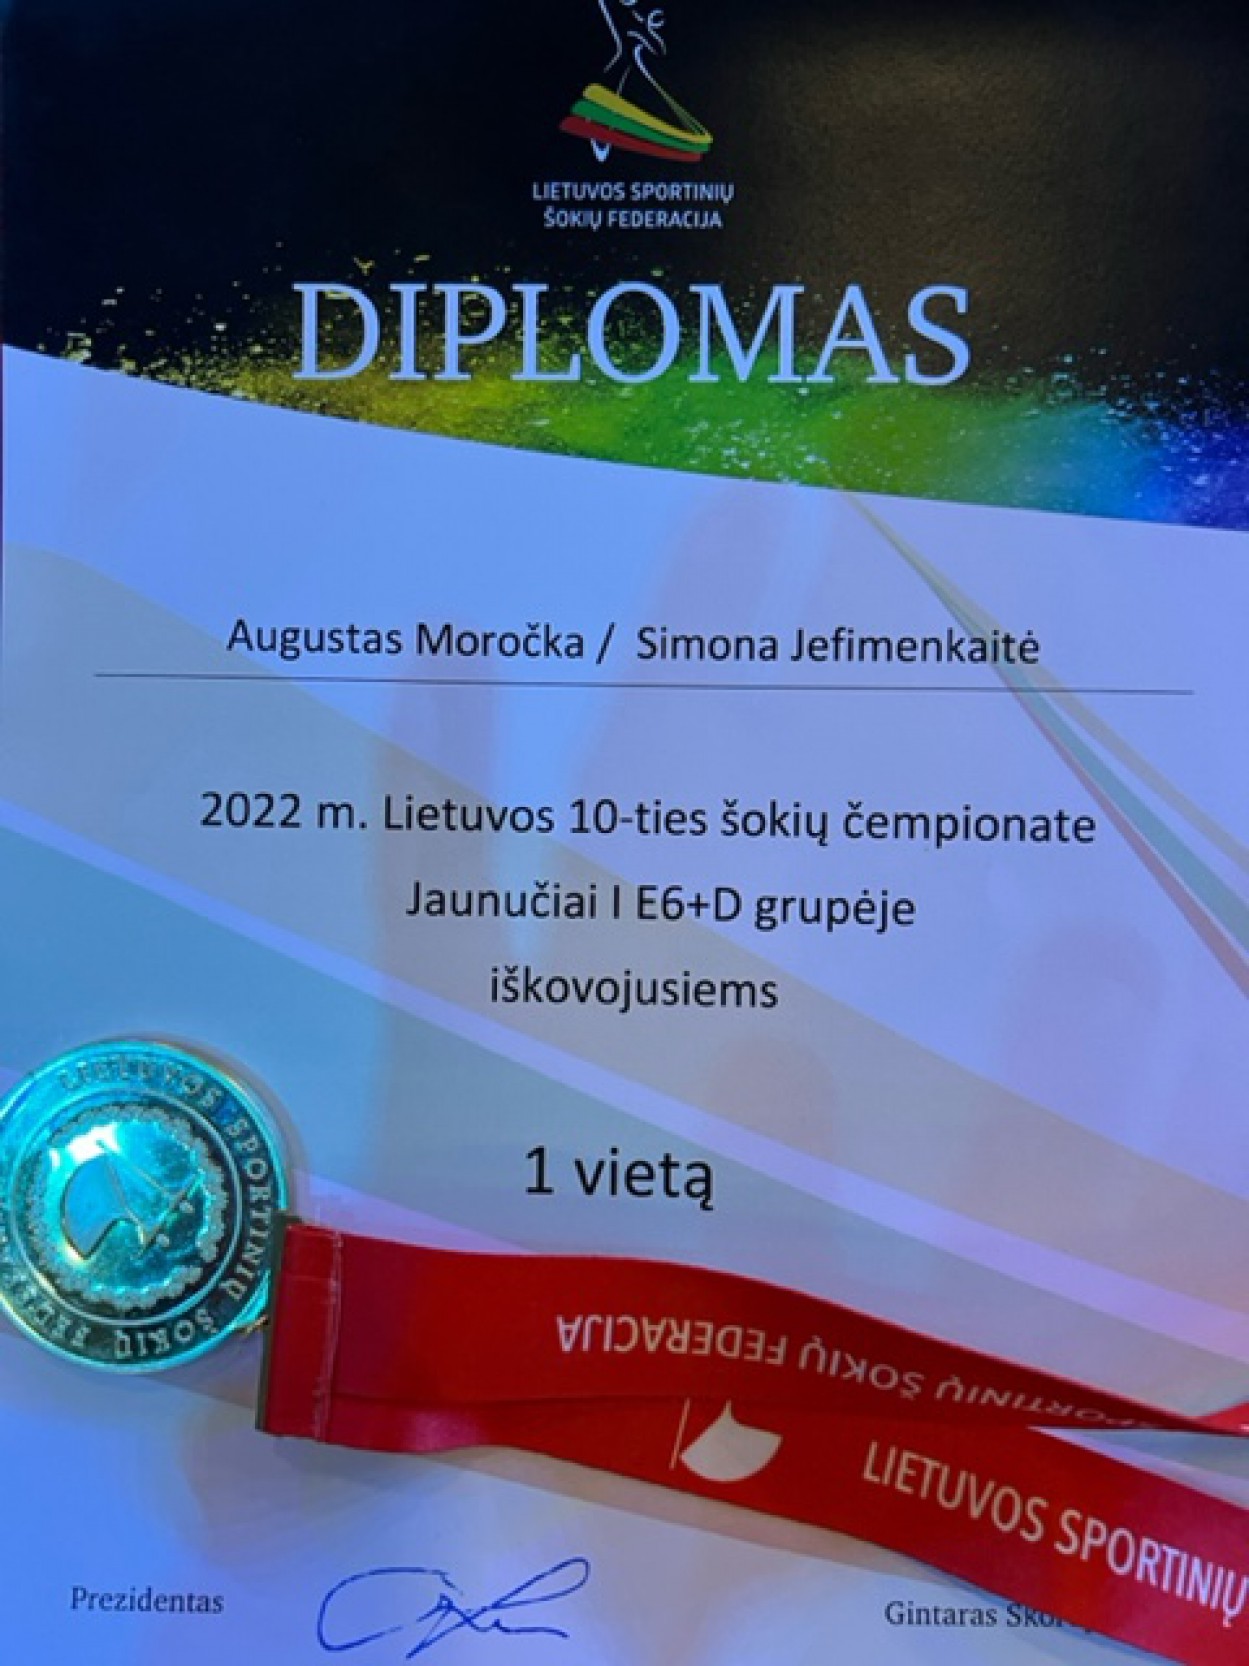 LIETUVOS SPORTINIŲ
ŠOKIŲ FEDERACIJA
DIPLOMAS
Augustas Moročka / Simona Jefimenkaitė
2022 m. Lietuvos 10-ties šokių čempionate
Jaunučiai I E6+D grupėje
iškovojusiems
1 vietą
LIETUVOS SPORTINIŲ ŠOKIŲ
SPORTINIŲ ŠOKIŲ FEDERACIJA
LIETUVOS SPORTINIŲ
Prezidentas
Gintaras